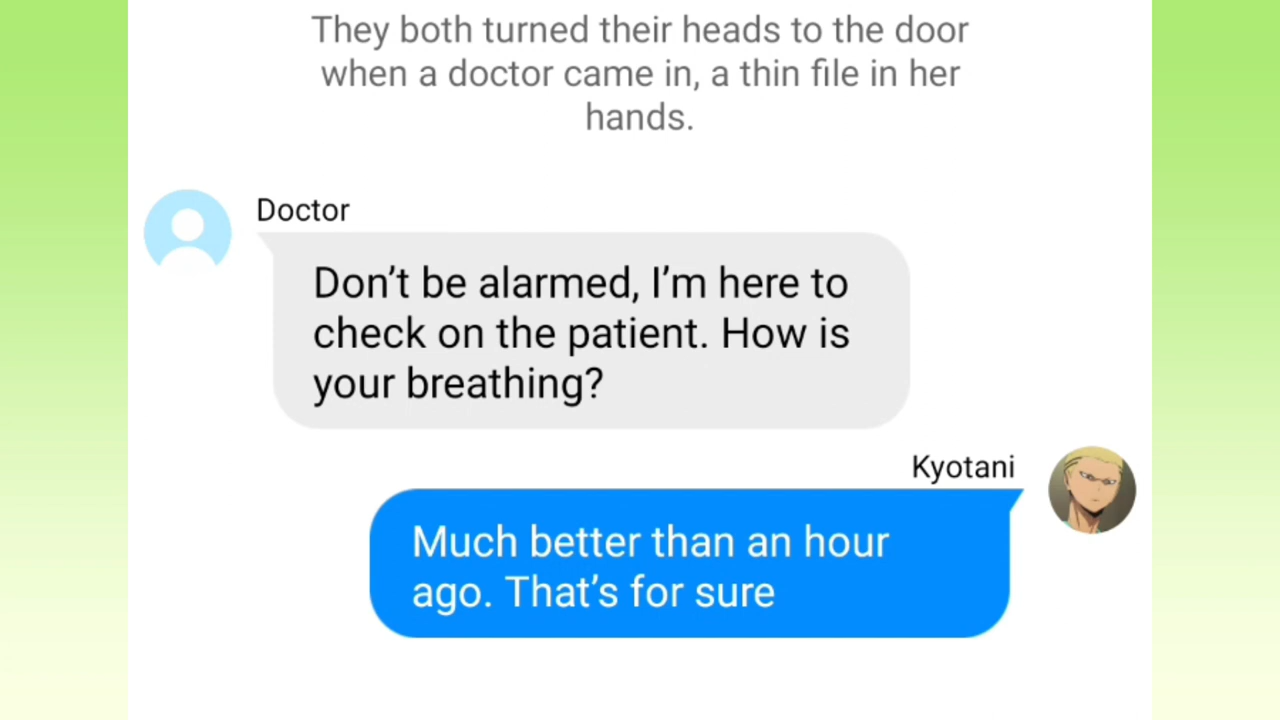 They both turned their heads to the door
when a doctor came in, a thin file in her
hands.
Doctor
Don’t be alarmed, I’m here to
check on the patient. How is
your breathing?
Kyotani
Much better than an hour
ago. That’s for sure